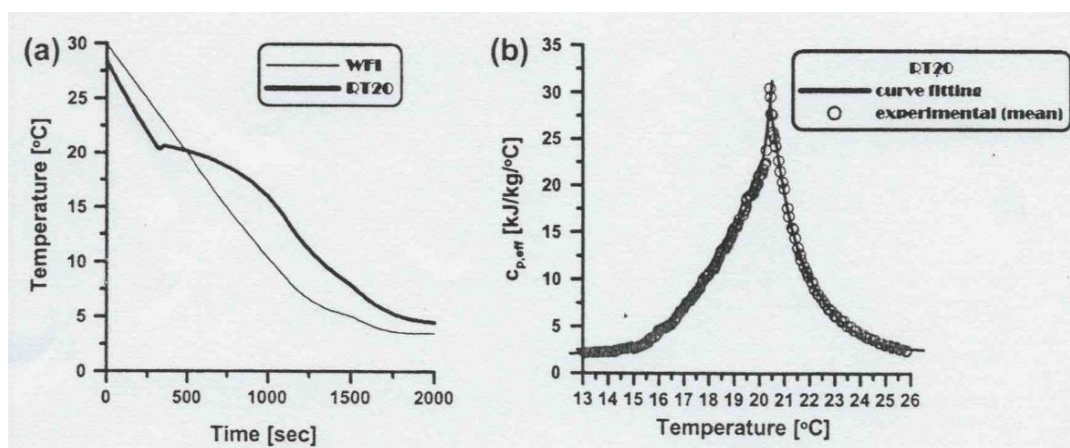 (a)
30
25
20
15
10
5
0
Temperature [°C]
WFI
RT20
0 500 1000 1500 2000
Time [sec]
(b)
35
30
25
20
15
10
5
0
c_p,eff [kJ/kg/°C]
RT20
curve fitting
experimental (mean)
13 14 15 16 17 18 19 20 21 22 23 24 25 26
Temperature [°C]